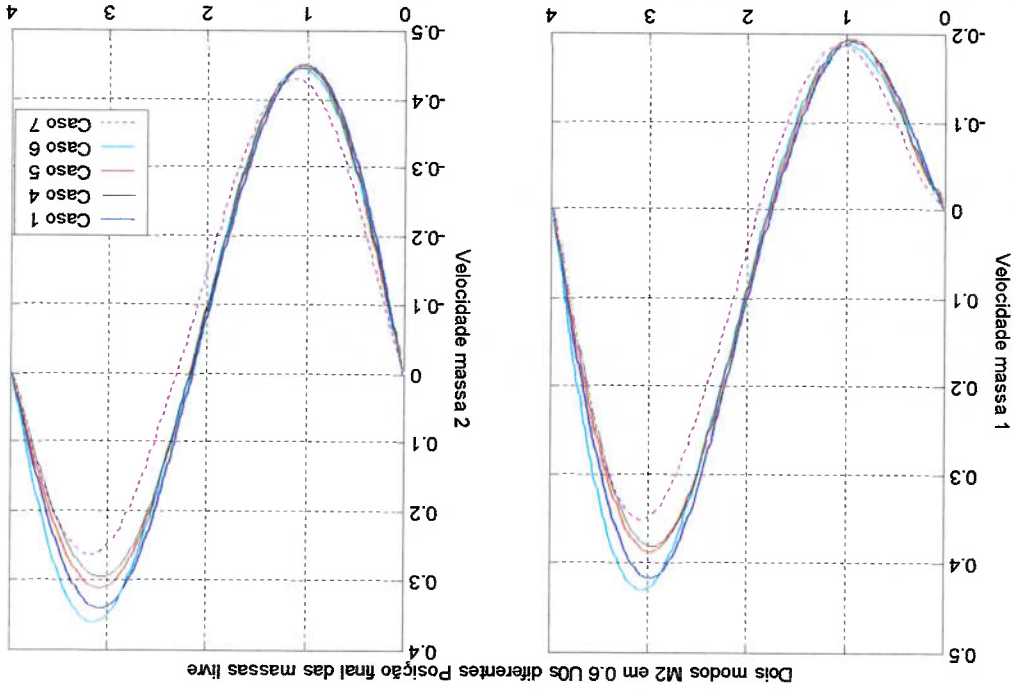 Dois modos M2 em 0.6 U0s diferentes Posição final das massas livre
0.5
0.4
0.3
0.2
0.1
0
-0.1
-0.2
Velocidade massa 1
0 1 2 3 4
0.4
0.3
0.2
0.1
0
-0.1
-0.2
-0.3
-0.4
-0.5
Velocidade massa 2
0 1 2 3 4
Caso 1
Caso 4
Caso 5
Caso 6
Caso 7